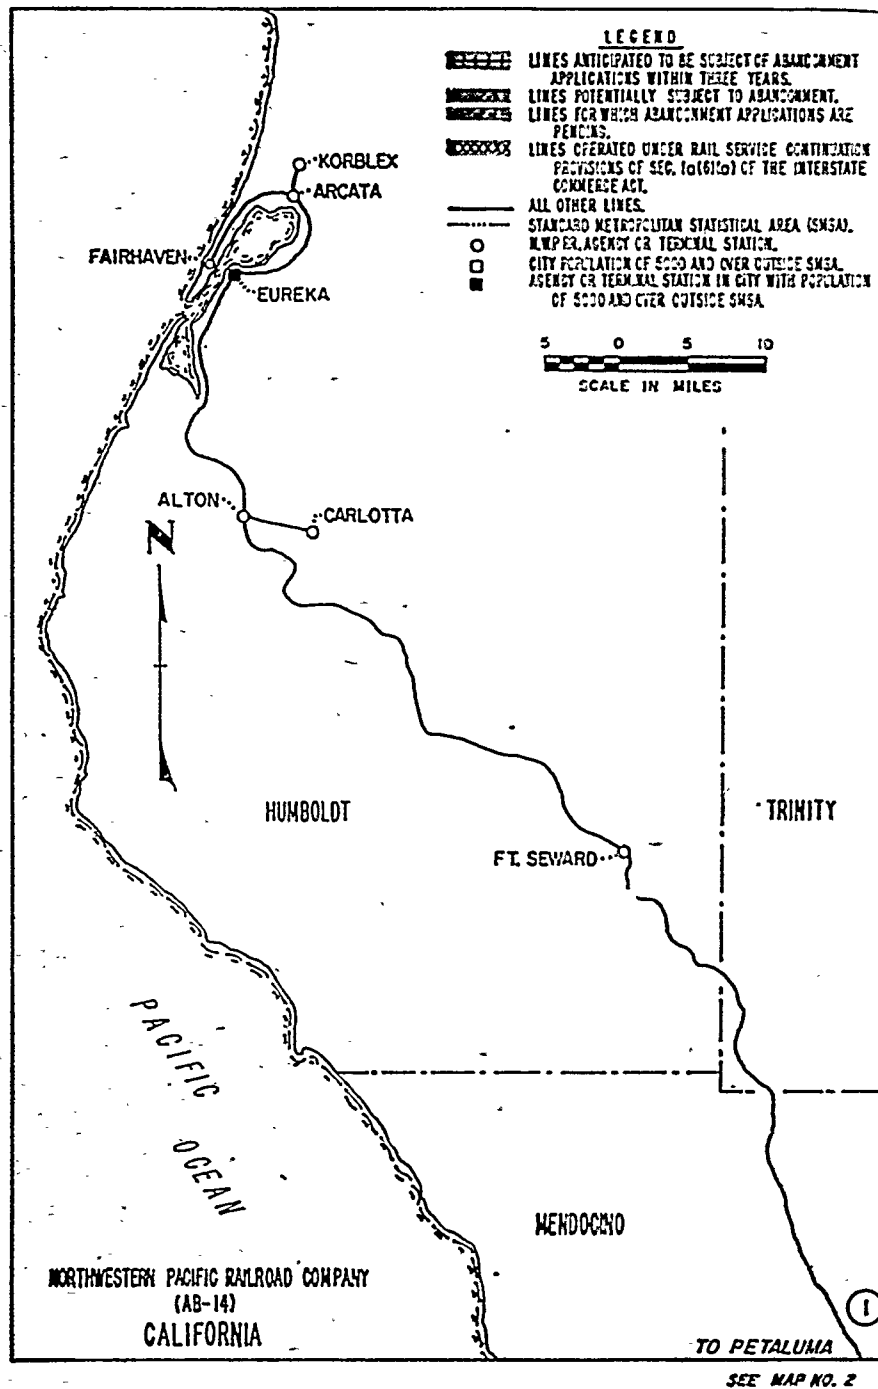 LEGEND
LINES ANTICIPATED TO BE SUBJECT OF ABANDONMENT
APPLICATIONS WITHIN THREE YEARS.
LINES POTENTIALLY SUBJECT TO ABANDONMENT.
LINES FOR WHICH ABANDONMENT APPLICATIONS ARE
PENDING.
LINES OPERATED UNDER RAIL SERVICE CONTINUATION
PROVISIONS OF SEC. 1a(6)(a) OF THE INTERSTATE
COMMERCE ACT.
ALL OTHER LINES.
STANDARD METROPOLITAN STATISTICAL AREA (SMSA).
N.W.P. ER. AGENCY OR TERMINAL STATION.
CITY POPULATION OF 5000 AND OVER OUTSIDE SMSA.
AGENCY OR TERMINAL STATION IN CITY WITH POPULATION
OF 5000 AND OVER OUTSIDE SMSA.
5 0 5 10
SCALE IN MILES
KORBLEX
ARCATA
FAIRHAVEN
EUREKA
ALTON
CARLOTTA
N
HUMBOLDT
TRINITY
FT. SEWARD
PACIFIC
OCEAN
MENDOCINO
NORTHWESTERN PACIFIC RAILROAD COMPANY
(AB-14)
CALIFORNIA
1
TO PETALUMA
SEE MAP NO. 2